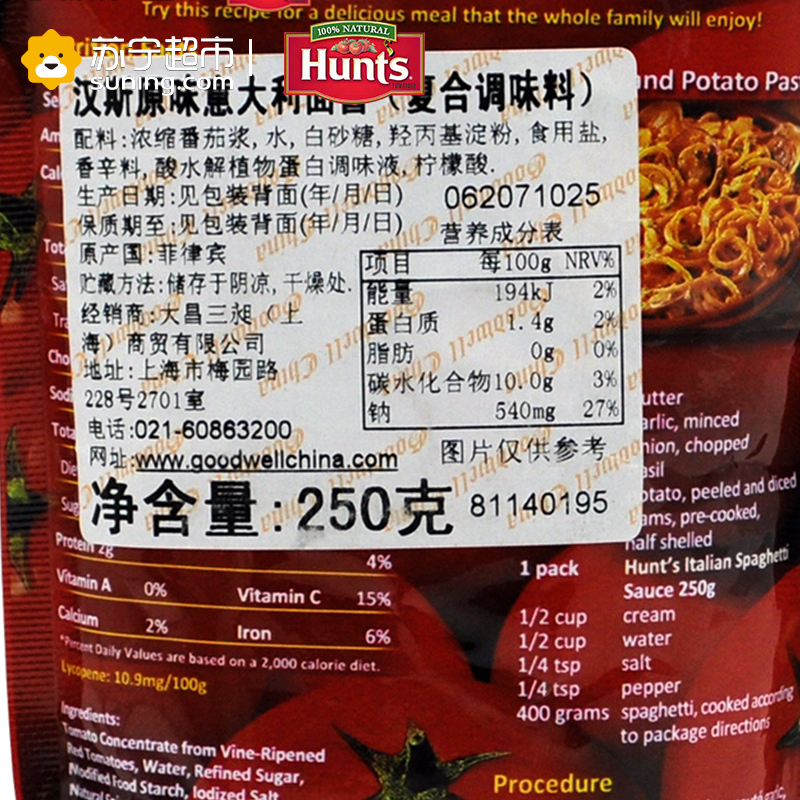 Try this recipe for a delicious meal that the whole family will enjoy!
苏宁超市
suning.com
100% NATURAL
Hunt's
and Potato Pas
汉斯原味意大利面酱（复合调味料）
配料:浓缩番茄浆,水,白砂糖,羟丙基淀粉,食用盐,
香辛料,酸水解植物蛋白调味液,柠檬酸.
生产日期:见包装背面(年/月/日)
062071025
保质期至:见包装背面(年/月/日)
原产国:菲律宾
贮藏方法:储存于阴凉,干燥处.
经销商:大昌三昶（上
海）商贸有限公司
地址:上海市梅园路
228号2701室
电话:021-60863200
网址:www.goodwellchina.com
营养成分表
项目 每100g NRV%
能量 194kJ 2%
蛋白质 1.4g 2%
脂肪 0g 0%
碳水化合物 10.0g 3%
钠 540mg 27%
图片仅供参考
净含量:250克
81140195
Protein 2g 4%
Vitamin A 0% Vitamin C 15%
Calcium 2% Iron 6%
*Percent Daily Values are based on a 2,000 calorie diet.
Lycopene: 10.9mg/100g
Ingredients:
Tomato Concentrate from Vine-Ripened
Red Tomatoes, Water, Refined Sugar,
Modified Food Starch, Iodized Salt
utter
arlic, minced
nion, chopped
asil
otato, peeled and diced
ams, pre-cooked,
half shelled
1 pack Hunt's Italian Spaghetti
Sauce 250g
1/2 cup cream
1/2 cup water
1/4 tsp salt
1/4 tsp pepper
400 grams spaghetti, cooked according
to package directions
Procedure